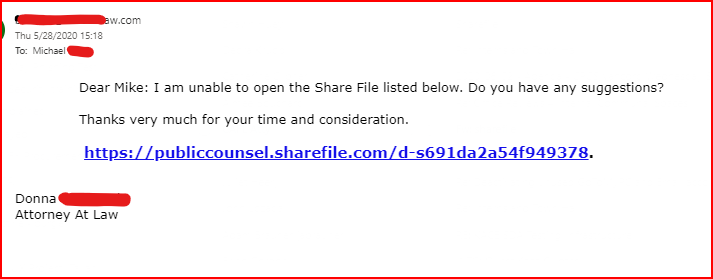 aw.com
Thu 5/28/2020 15:18
To: Michael
Dear Mike: I am unable to open the Share File listed below. Do you have any suggestions?
Thanks very much for your time and consideration.
https://publiccounsel.sharefile.com/d-s691da2a54f949378.
Donna
Attorney At Law